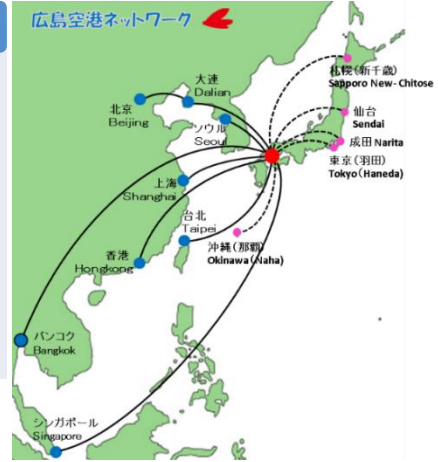 広島空港ネットワーク
札幌(新千歳)
Sapporo New-Chitose
大連
Dalian
北京
Beijing
仙台
Sendai
ソウル
Seoul
成田 Narita
東京(羽田)
Tokyo(Haneda)
上海
Shanghai
台北
Taipei
沖縄(那覇)
Okinawa(Naha)
香港
Hongkong
バンコク
Bangkok
シンガポール
Singapore